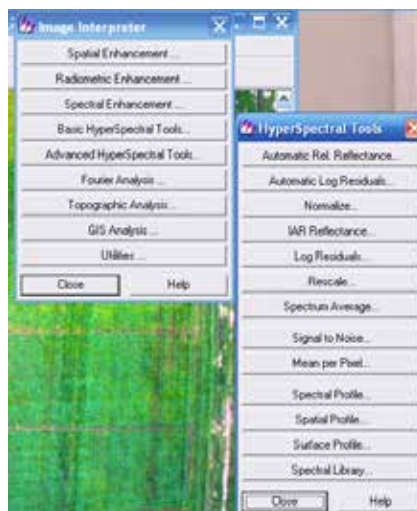 Image Interpreter
Spatial Enhancement ...
Radiometric Enhancement ...
Spectral Enhancement ...
Basic HyperSpectral Tools...
Advanced HyperSpectral Tools...
Fourier Analysis ...
Topographic Analysis...
GIS Analysis ...
Utilities ...
Close
Help
HyperSpectral Tools
Automatic Rel. Reflectance...
Automatic Log Residuals...
Normalize...
IAR Reflectance...
Log Residuals...
Rescale...
Spectrum Average...
Signal to Noise...
Mean per Pixel...
Spectral Profile...
Spatial Profile...
Surface Profile...
Spectral Library...
Close
Help